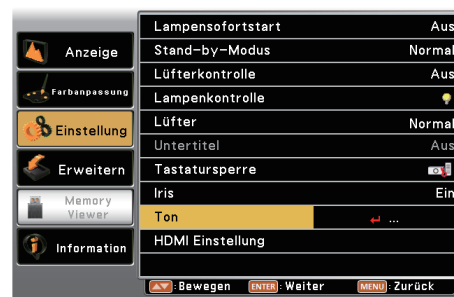 Anzeige
Farbanpassung
Einstellung
Erweitern
Memory
Viewer
Information
Lampensofortstart Aus
Stand-by-Modus Normal
Lüfterkontrolle Aus
Lampenkontrolle
Lüfter Normal
Untertitel Aus
Tastatursperre
Iris Ein
Ton ...
HDMI Einstellung
:Bewegen ENTER:Weiter MENU:Zurück